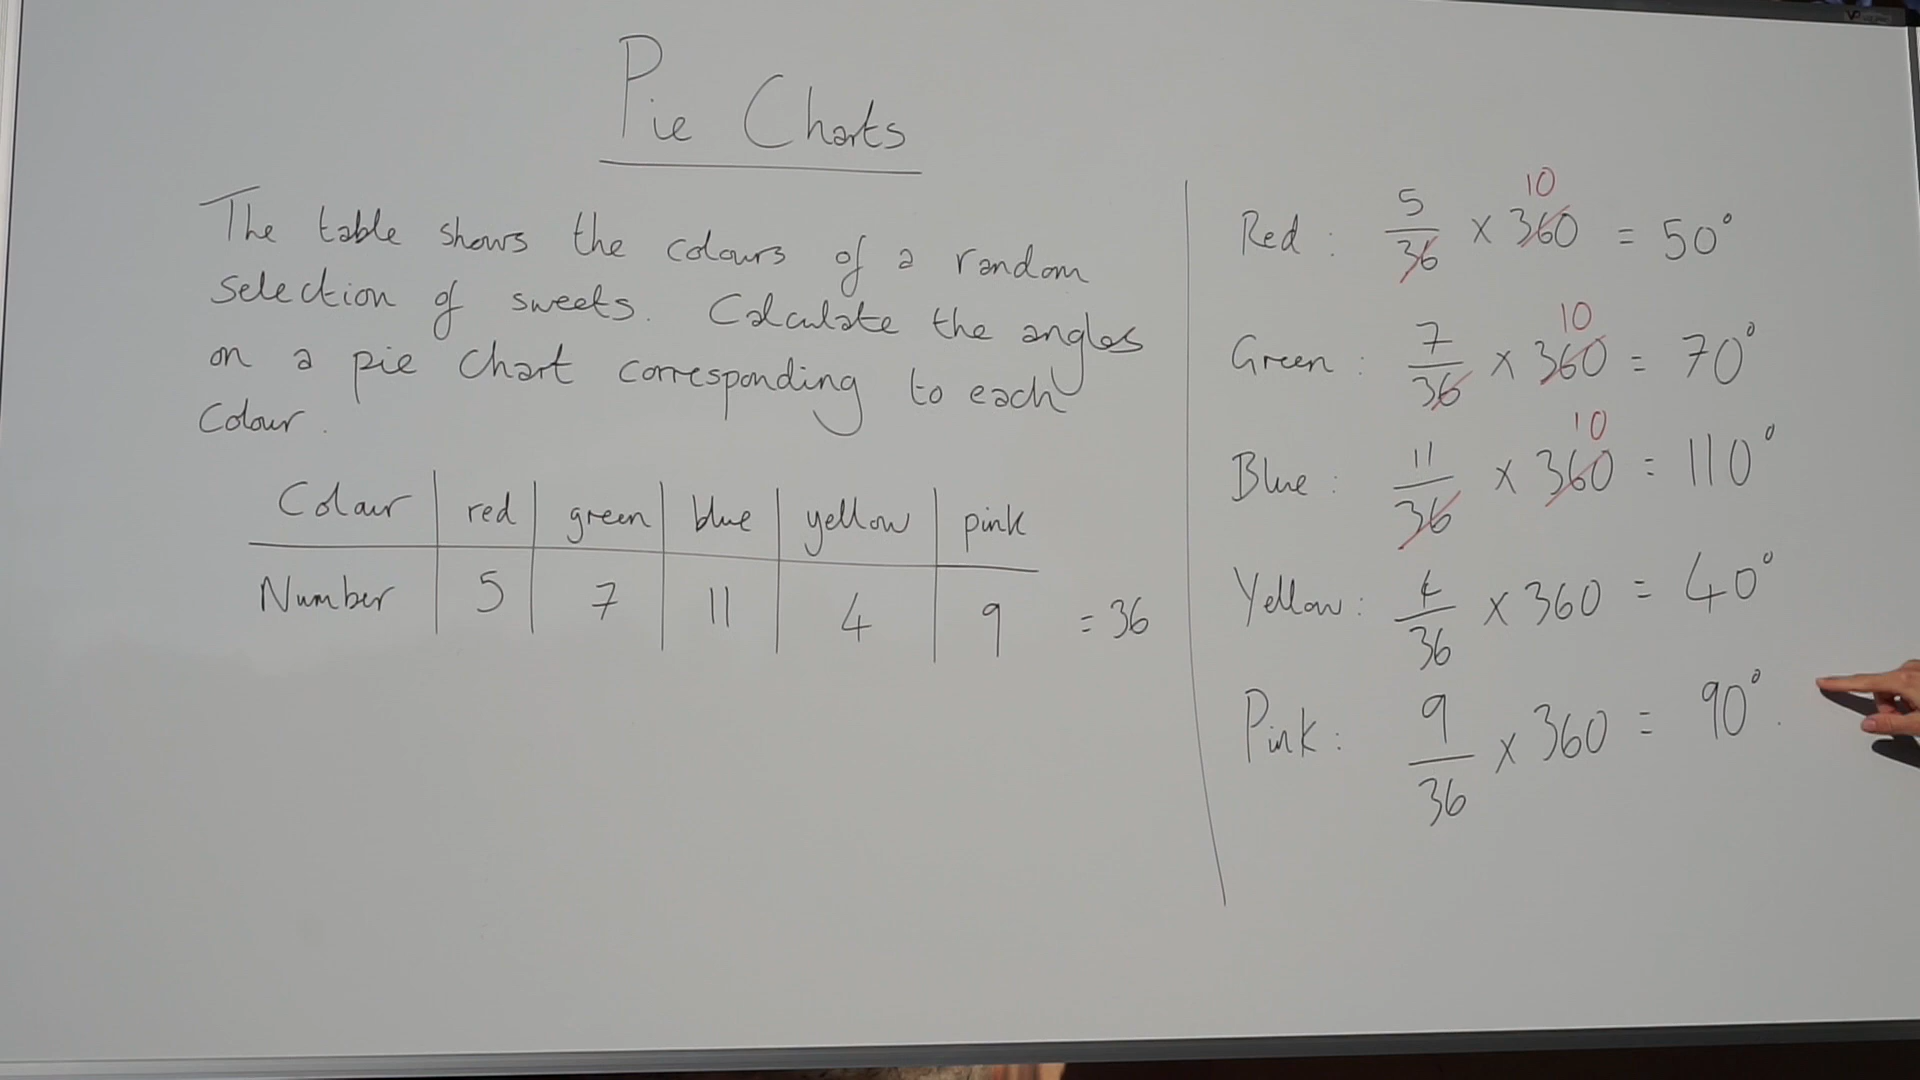 Pie Charts
The table shows the colours of a random
selection of sweets. Calculate the angles
on a pie chart corresponding to each
colour.
Colour | red | green | blue | yellow | pink
Number | 5 | 7 | 11 | 4 | 9 = 36
10
Red : 5/36 × 360 = 50°
10
Green : 7/36 × 360 = 70°
10
Blue : 11/36 × 360 = 110°
Yellow : 4/36 × 360 = 40°
Pink : 9/36 × 360 = 90°.